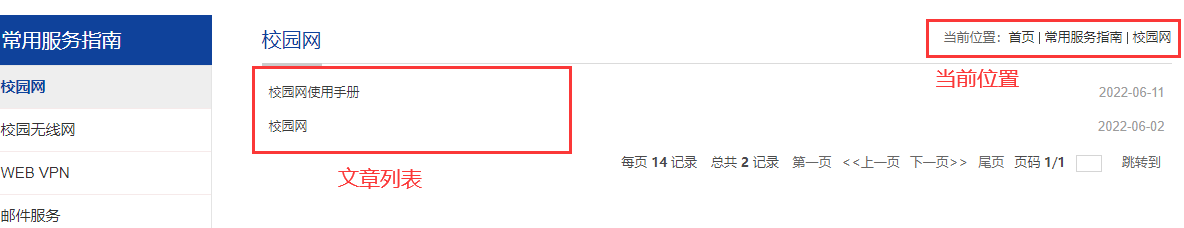 常用服务指南
校园网
校园无线网
WEB VPN
邮件服务
校园网
当前位置：首页 | 常用服务指南 | 校园网
当前位置
校园网使用手册 2022-06-11
校园网 2022-06-02
文章列表
每页 14 记录 总共 2 记录 第一页 <<上一页 下一页>> 尾页 页码 1/1 跳转到